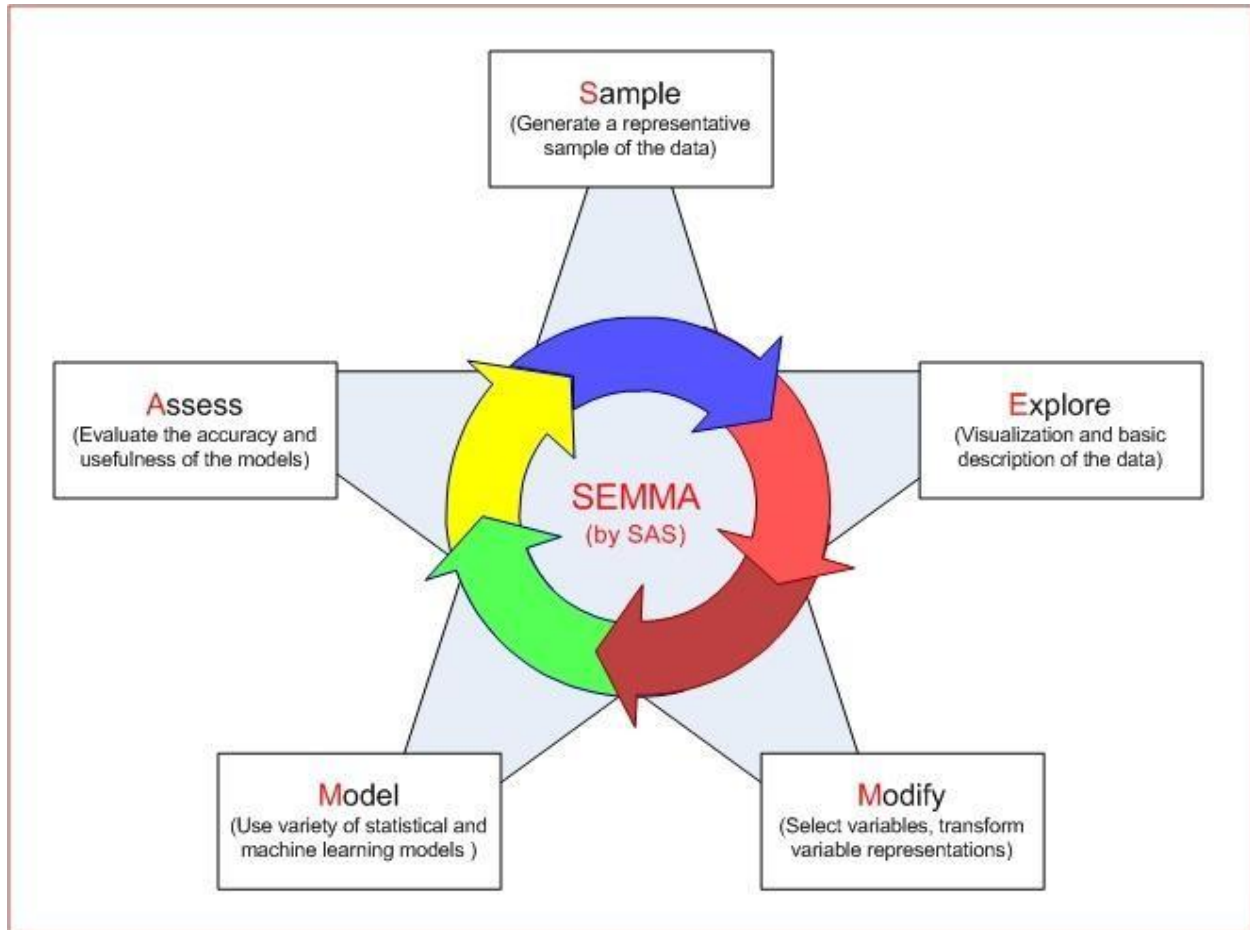 Sample
(Generate a representative
sample of the data)
Explore
(Visualization and basic
description of the data)
Modify
(Select variables, transform
variable representations)
Model
(Use variety of statistical and
machine learning models )
Assess
(Evaluate the accuracy and
usefulness of the models)
SEMMA
(by SAS)